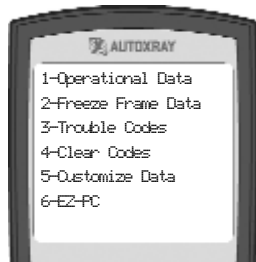 AUTOXRAY
1-Operational Data
2-Freeze Frame Data
3-Trouble Codes
4-Clear Codes
5-Customize Data
6-EZ-PC